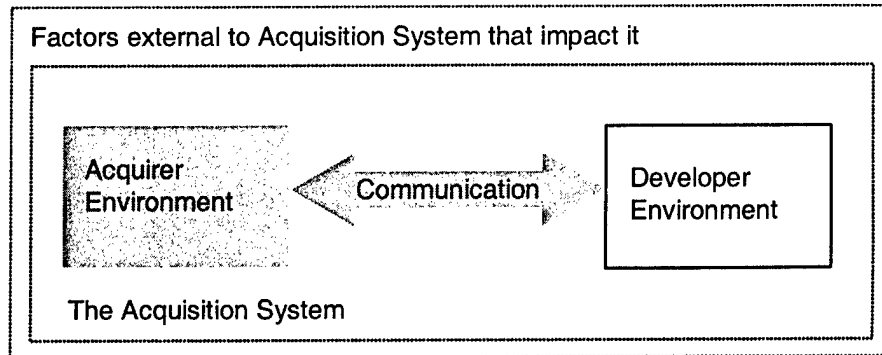 Factors external to Acquisition System that impact it
Acquirer
Environment
Communication
Developer
Environment
The Acquisition System